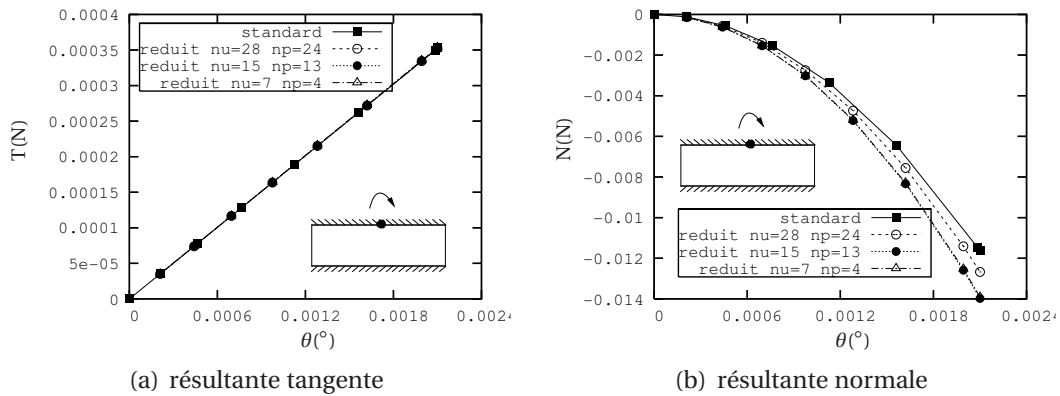 0.0004
0.00035
0.0003
0.00025
0.0002
0.00015
0.0001
5e-05
0
T(N)
standard
reduit nu=28 np=24
reduit nu=15 np=13
reduit nu=7 np=4
0 0.0006 0.0012 0.0018 0.0024
θ(°)
(a) résultante tangente
0
−0.002
−0.004
−0.006
−0.008
−0.01
−0.012
−0.014
N(N)
standard
reduit nu=28 np=24
reduit nu=15 np=13
reduit nu=7 np=4
0 0.0006 0.0012 0.0018 0.0024
θ(°)
(b) résultante normale